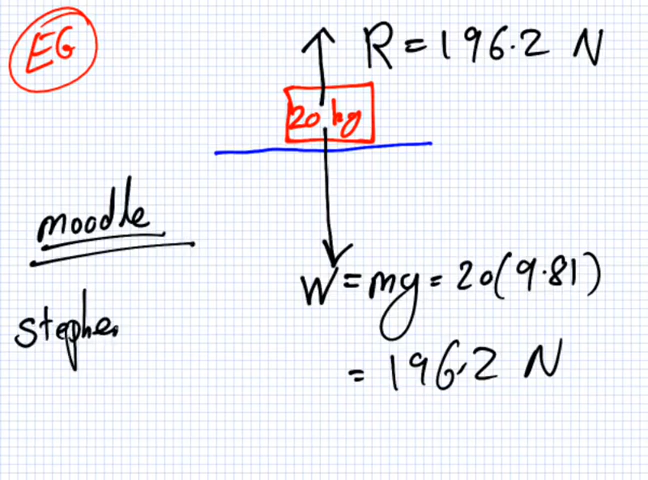 EG
R = 196.2 N
20 kg
moodle
W = mg = 20(9.81)
stephen
= 196.2 N